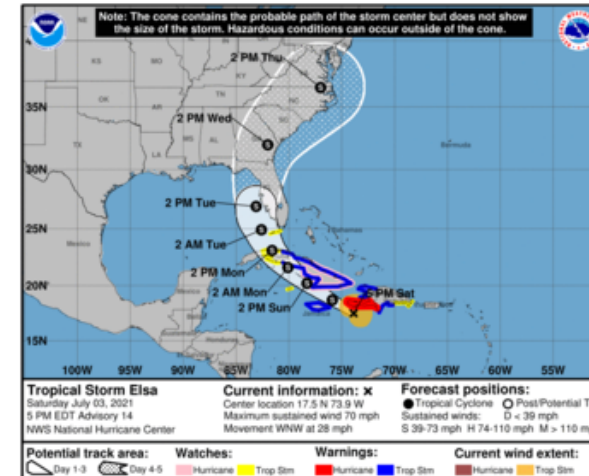 Note: The cone contains the probable path of the storm center but does not show
the size of the storm. Hazardous conditions can occur outside of the cone.
2 PM Thu
35N
2 PM Wed
30N
Bermuda
2 PM Tue
25N
2 AM Tue
Mexico
Bahamas
2 PM Mon
20N
2 AM Mon
5 PM Sat
2 PM Sun
Jamaica
15N
100W 95W 90W 85W 80W 75W 70W 65W 60W 55W
Tropical Storm Elsa
Saturday July 03, 2021
5 PM EDT Advisory 14
NWS National Hurricane Center
Current information: x
Center location 17.5 N 73.9 W
Maximum sustained wind 70 mph
Movement WNW at 28 mph
Forecast positions:
Tropical Cyclone Post/Potential T
Sustained winds: D < 39 mph
S 39-73 mph H 74-110 mph M > 110 m
Potential track area:
Day 1-3 Day 4-5
Watches:
Hurricane Trop Stm
Warnings:
Hurricane Trop Stm
Current wind extent:
Hurricane Trop Stm